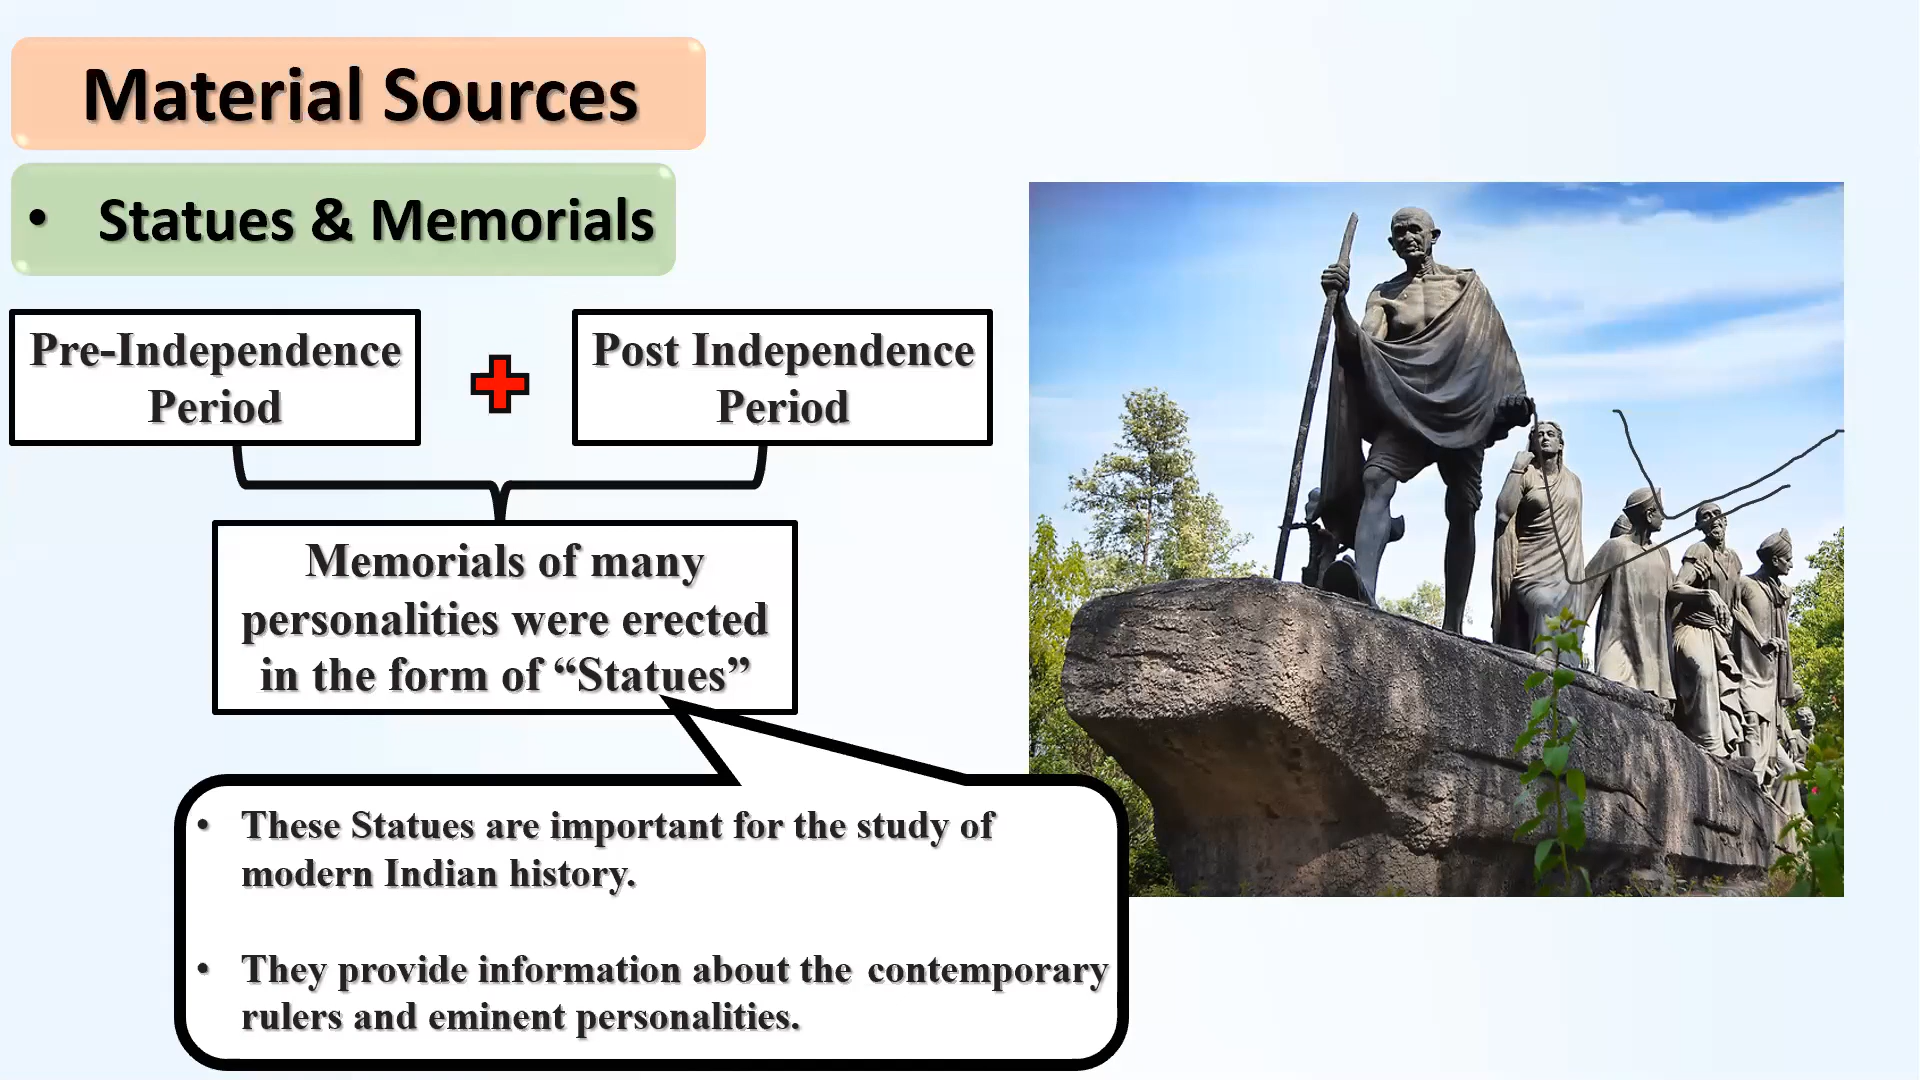 Material Sources
• Statues & Memorials
Pre-Independence
Period
Post Independence
Period
Memorials of many
personalities were erected
in the form of “Statues”
• These Statues are important for the study of
modern Indian history.
• They provide information about the contemporary
rulers and eminent personalities.